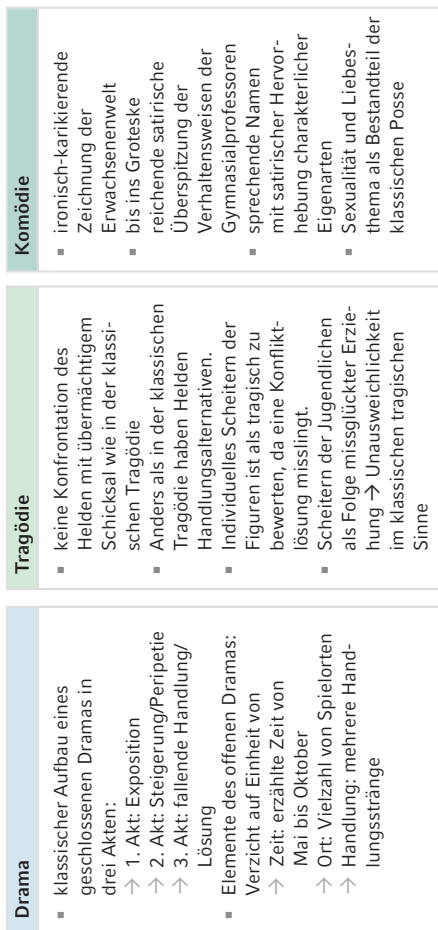 Drama
▪ klassischer Aufbau eines
geschlossenen Dramas in
drei Akten:
→ 1. Akt: Exposition
→ 2. Akt: Steigerung/Peripetie
→ 3. Akt: fallende Handlung/
Lösung
▪ Elemente des offenen Dramas:
Verzicht auf Einheit von
→ Zeit: erzählte Zeit von
Mai bis Oktober
→ Ort: Vielzahl von Spielorten
→ Handlung: mehrere Hand-
lungsstränge
Tragödie
▪ keine Konfrontation des
Helden mit übermächtigem
Schicksal wie in der klassi-
schen Tragödie
▪ Anders als in der klassischen
Tragödie haben Helden
Handlungsalternativen.
▪ Individuelles Scheitern der
Figuren ist als tragisch zu
bewerten, da eine Konflikt-
lösung misslingt.
▪ Scheitern der Jugendlichen
als Folge missglückter Erzie-
hung → Unausweichlichkeit
im klassischen tragischen
Sinne
Komödie
▪ ironisch-karikierende
Zeichnung der
Erwachsenenwelt
▪ bis ins Groteske
reichende satirische
Überspitzung der
Verhaltensweisen der
Gymnasialprofessoren
▪ sprechende Namen
mit satirischer Hervor-
hebung charakterlicher
Eigenarten
▪ Sexualität und Liebes-
thema als Bestandteil der
klassischen Posse